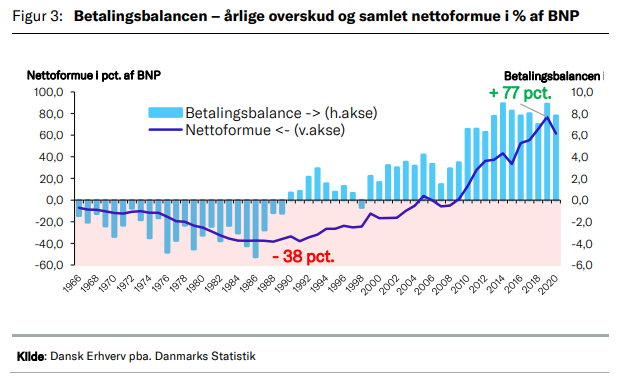 Figur 3: Betalingsbalancen – årlige overskud og samlet nettoformue i % af BNP
Nettoformue i pct. af BNP
Betalingsbalancen i
+ 77 pct.
100,0
80,0
60,0
40,0
20,0
0,0
-20,0
-40,0
-60,0
Betalingsbalance -> (h.akse)
Nettoformue <- (v.akse)
10,0
8,0
6,0
4,0
2,0
0,0
2,0
4,0
6,0
- 38 pct.
1966 1968 1970 1972 1974 1976 1978 1980 1982 1984 1986 1988 1990 1992 1994 1996 1998 2000 2002 2004 2006 2008 2010 2012 2014 2016 2018 2020
Kilde: Dansk Erhverv pba. Danmarks Statistik